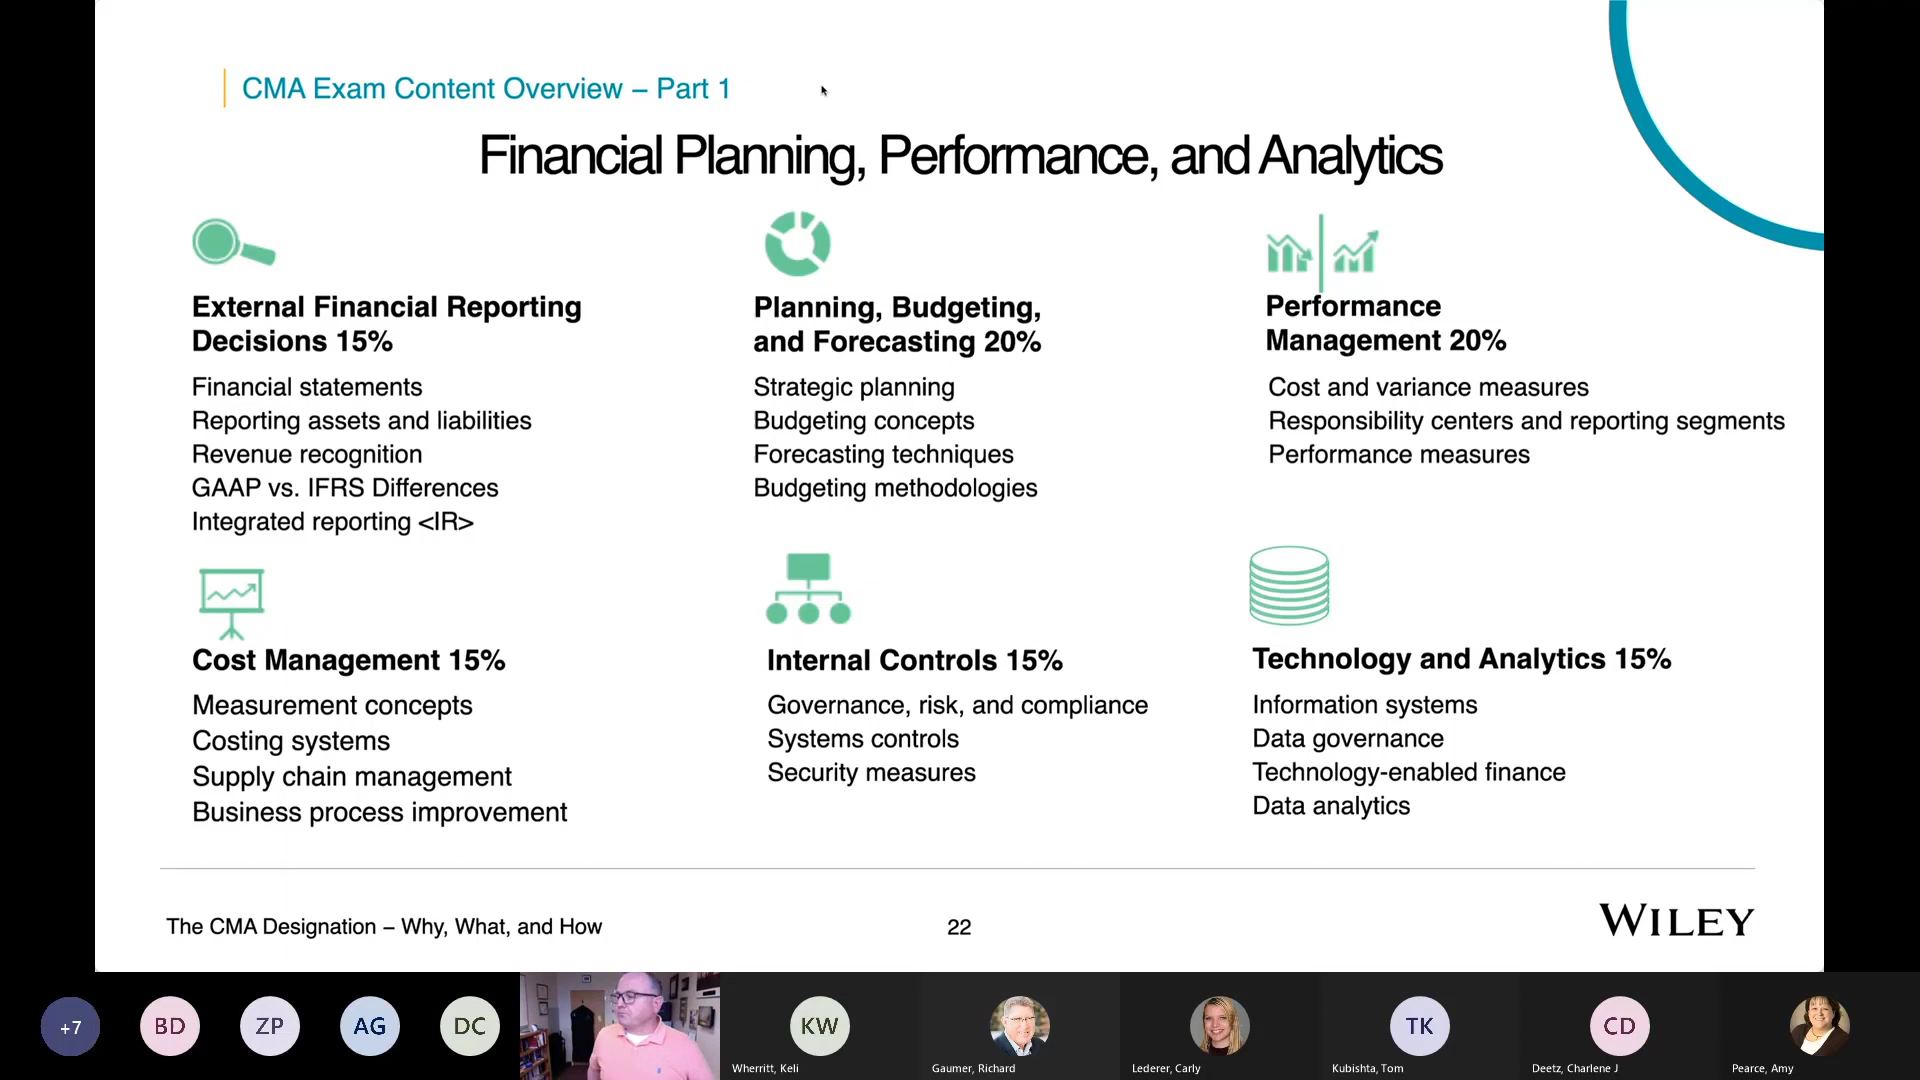 CMA Exam Content Overview – Part 1
Financial Planning, Performance, and Analytics
External Financial Reporting
Decisions 15%
Financial statements
Reporting assets and liabilities
Revenue recognition
GAAP vs. IFRS Differences
Integrated reporting <IR>
Planning, Budgeting,
and Forecasting 20%
Strategic planning
Budgeting concepts
Forecasting techniques
Budgeting methodologies
Performance
Management 20%
Cost and variance measures
Responsibility centers and reporting segments
Performance measures
Cost Management 15%
Measurement concepts
Costing systems
Supply chain management
Business process improvement
Internal Controls 15%
Governance, risk, and compliance
Systems controls
Security measures
Technology and Analytics 15%
Information systems
Data governance
Technology-enabled finance
Data analytics
The CMA Designation – Why, What, and How
22
WILEY
+7
BD
ZP
AG
DC
KW
Wherritt, Keli
Gaumer, Richard
Lederer, Carly
TK
Kubishta, Tom
CD
Deetz, Charlene J
Pearce, Amy